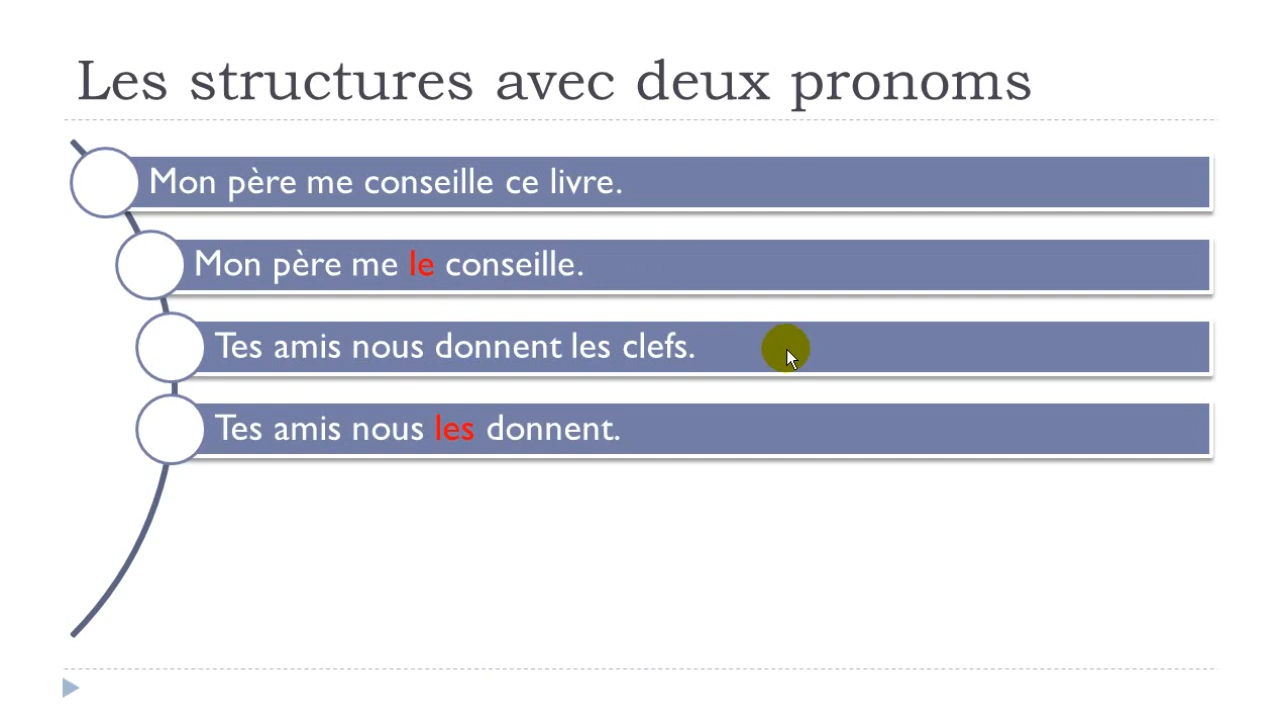 Les structures avec deux pronoms
Mon père me conseille ce livre.
Mon père me le conseille.
Tes amis nous donnent les clefs.
Tes amis nous les donnent.